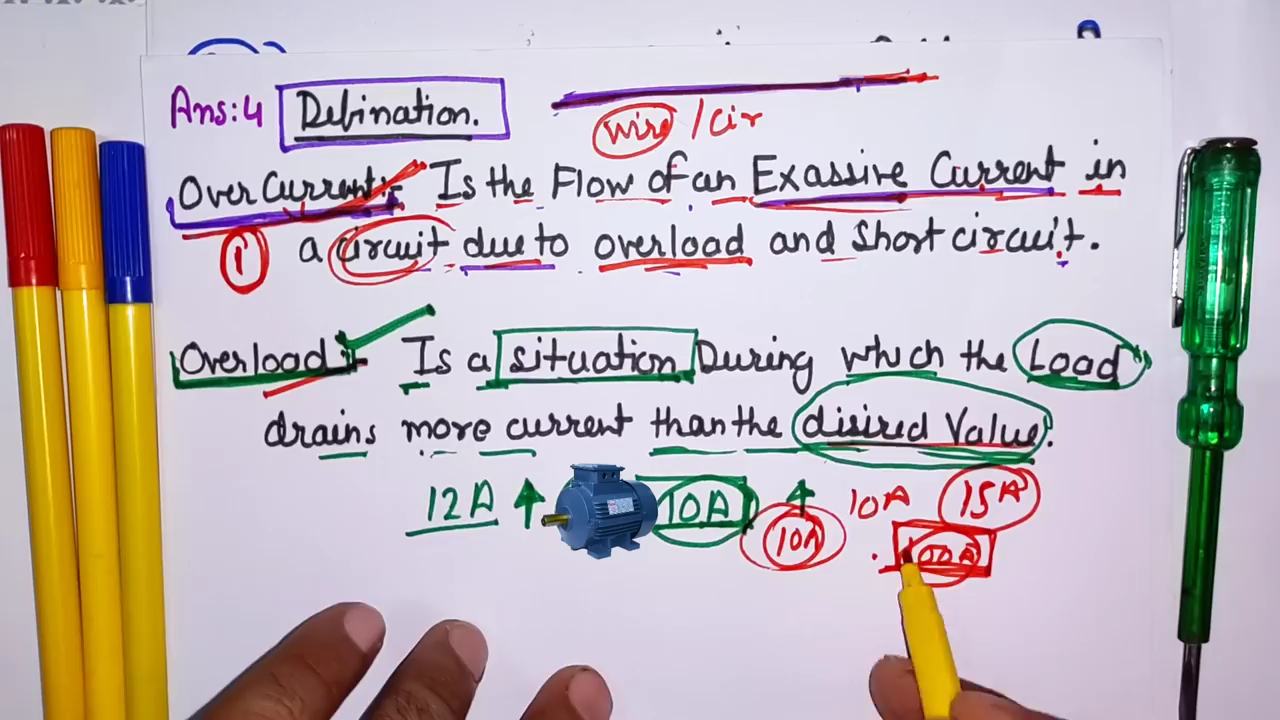 Ans:4 Debination.
wire / cir
Over Current:- Is the Flow of an Exassive Current in
1 a circuit due to overload and short circuit.
Overload :- Is a situation During which the Load
drains more current than the disired Value.
12A 10A 10A 15A
10A 100A